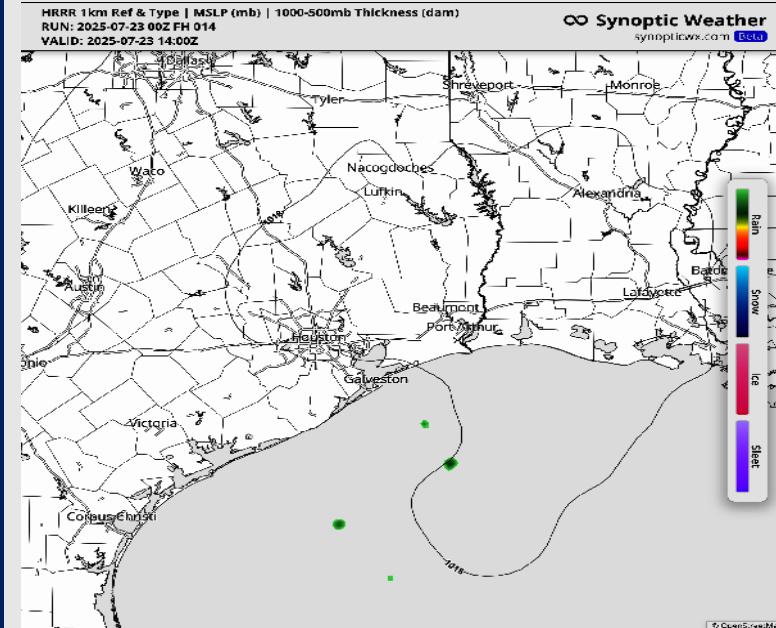 HRRR 1km Ref & Type | MSLP (mb) | 1000-500mb Thickness (dam)
RUN: 2025-07-23 00Z FH 014
VALID: 2025-07-23 14:00Z
Synoptic Weather
synopticwx.com Beta
Dallas
Shreveport
Monroe
Tyler
Waco
Nacogdoches
Lufkin
Alexandria
Killeen
1016
Rain
Austin
Snow
Lafayette
Beaumont
Port Arthur
Houston
Galveston
Ice
Victoria
Sleet
Corpus Christi
1016